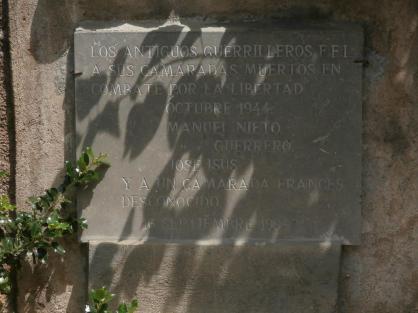 LOS ANTIGUOS GUERRILLEROS F.F.I
A SUS CAMARADAS MUERTOS EN
COMBATE POR LA LIBERTAD
OCTUBRE 1944
MANUEL NIETO
GUERRERO.
JOSE ISUS
Y A UN CAMARADA FRANCES
DESCONOCIDO
SEPTIEMBRE